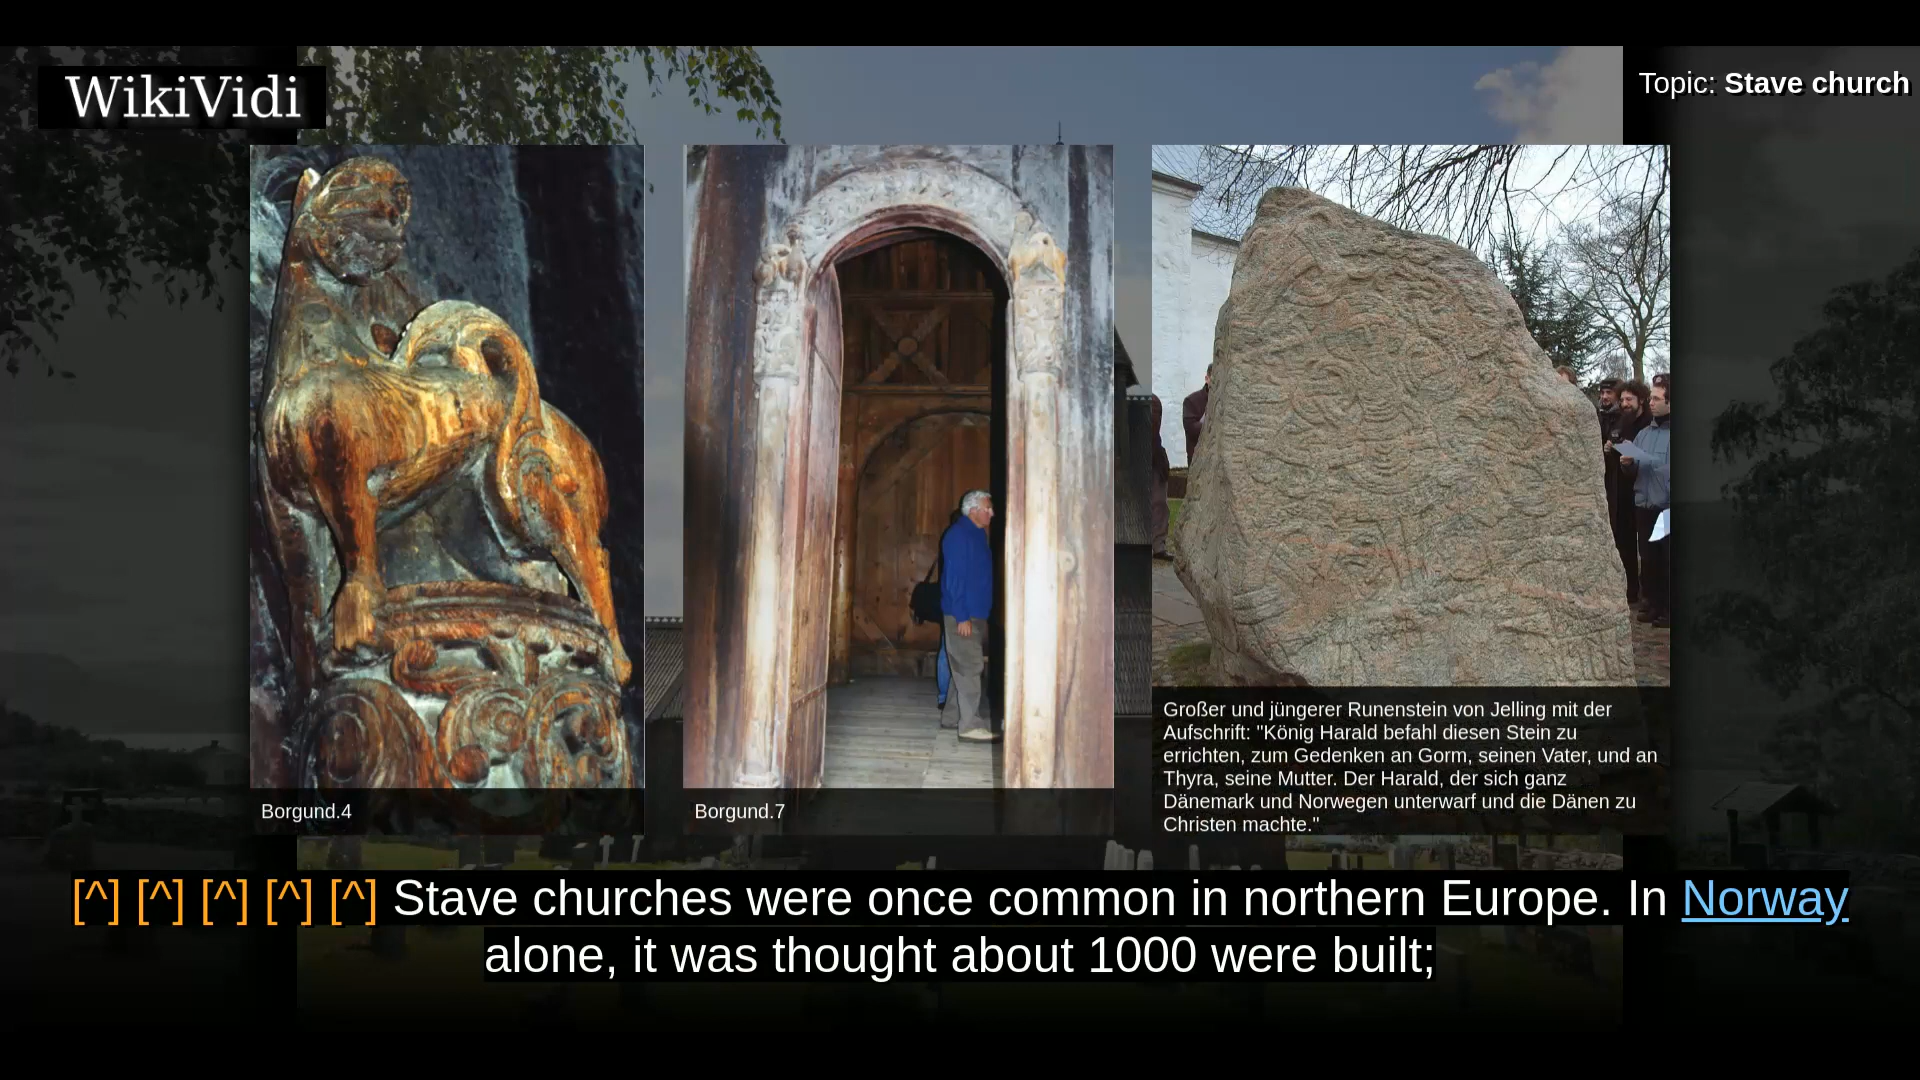 WikiVidi
Topic: Stave church
Borgund.4
Borgund.7
Großer und jüngerer Runenstein von Jelling mit der
Aufschrift: "König Harald befahl diesen Stein zu
errichten, zum Gedenken an Gorm, seinen Vater, und an
Thyra, seine Mutter. Der Harald, der sich ganz
Dänemark und Norwegen unterwarf und die Dänen zu
Christen machte."
[^] [^] [^] [^] [^] Stave churches were once common in northern Europe. In Norway
alone, it was thought about 1000 were built;